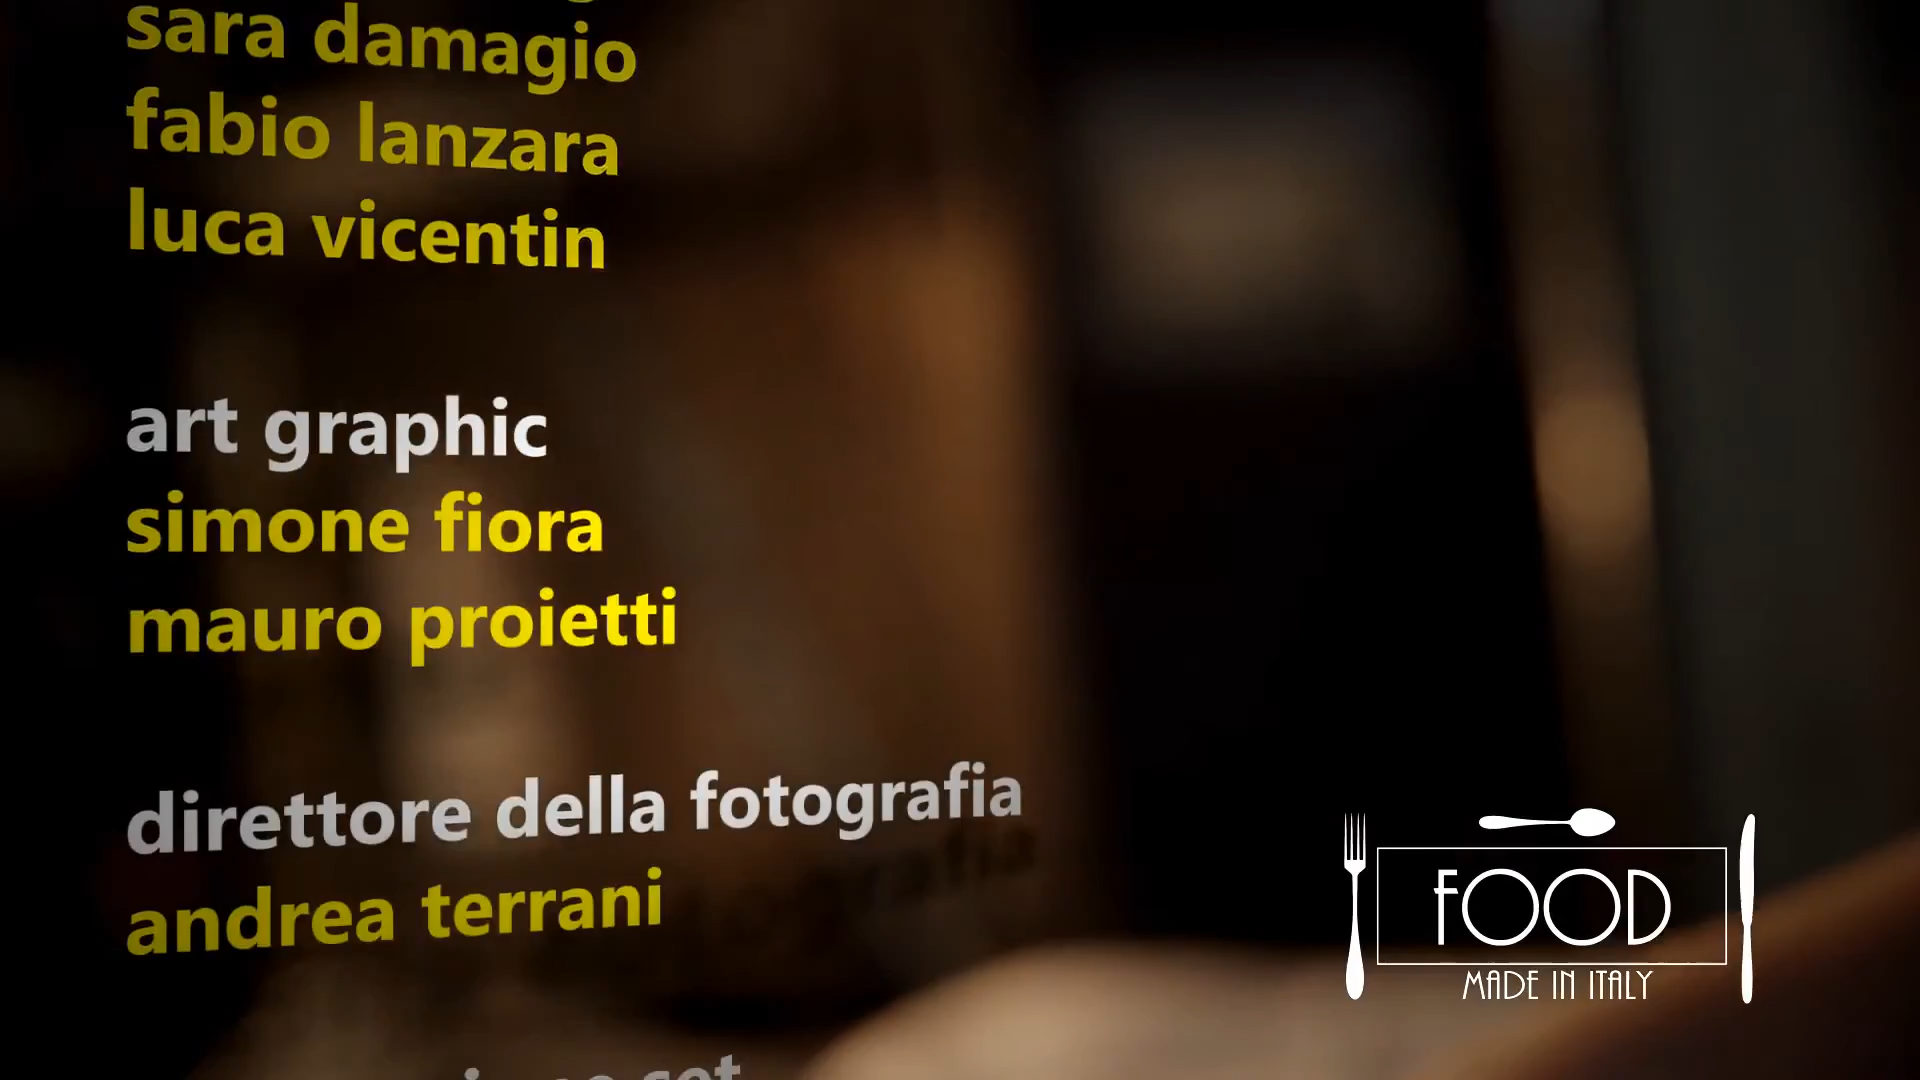 sara damagio
fabio lanzara
luca vicentin
art graphic
simone fiora
mauro proietti
direttore della fotografia
andrea terrani
set
FOOD
MADE IN ITALY